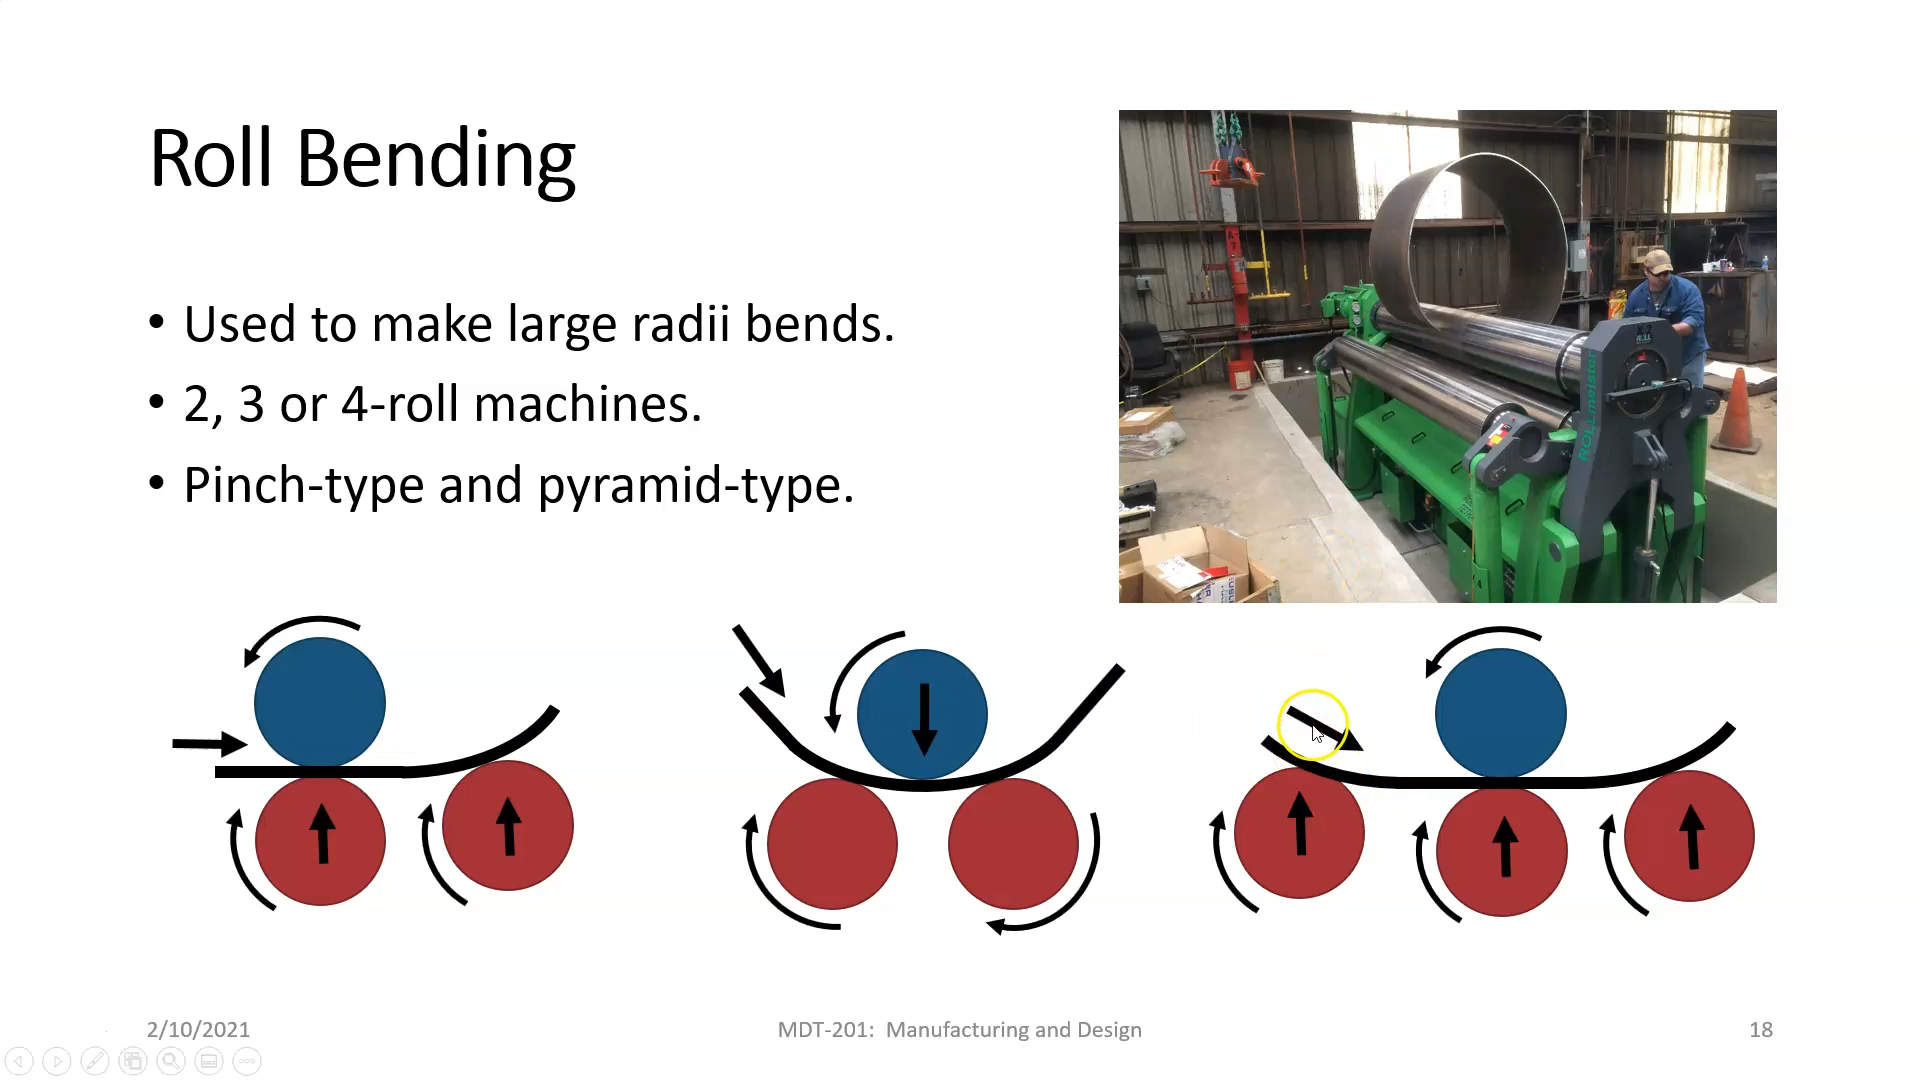 Roll Bending
• Used to make large radii bends.
• 2, 3 or 4-roll machines.
• Pinch-type and pyramid-type.
ROLLmeister
2/10/2021
MDT-201: Manufacturing and Design
18